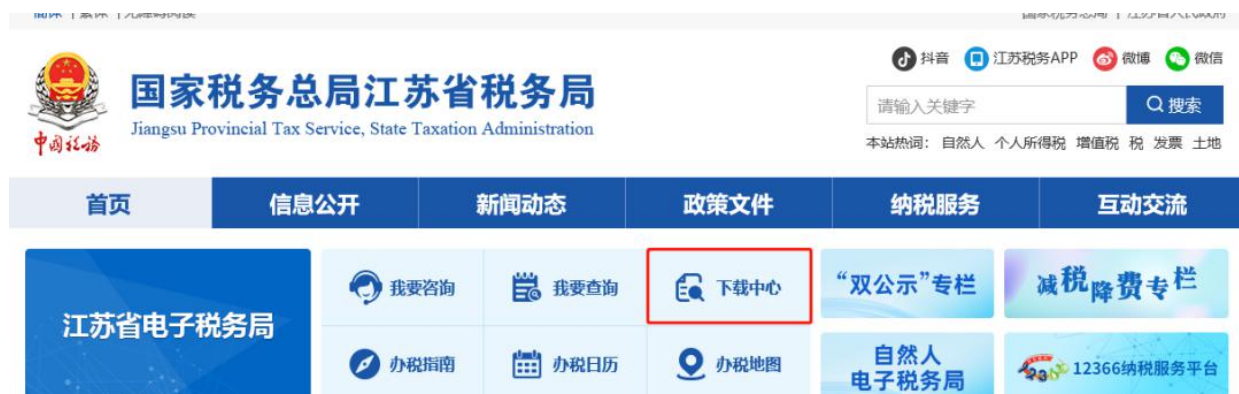 抖音 江苏税务APP 微博 微信
国家税务总局江苏省税务局
Jiangsu Provincial Tax Service, State Taxation Administration
中国税务
请输入关键字 搜索
本站热词： 自然人 个人所得税 增值税 税 发票 土地
首页 信息公开 新闻动态 政策文件 纳税服务 互动交流
江苏省电子税务局
我要咨询 我要查询 下载中心
办税指南 办税日历 办税地图
“双公示”专栏 减税降费专栏
自然人
电子税务局
12366纳税服务平台